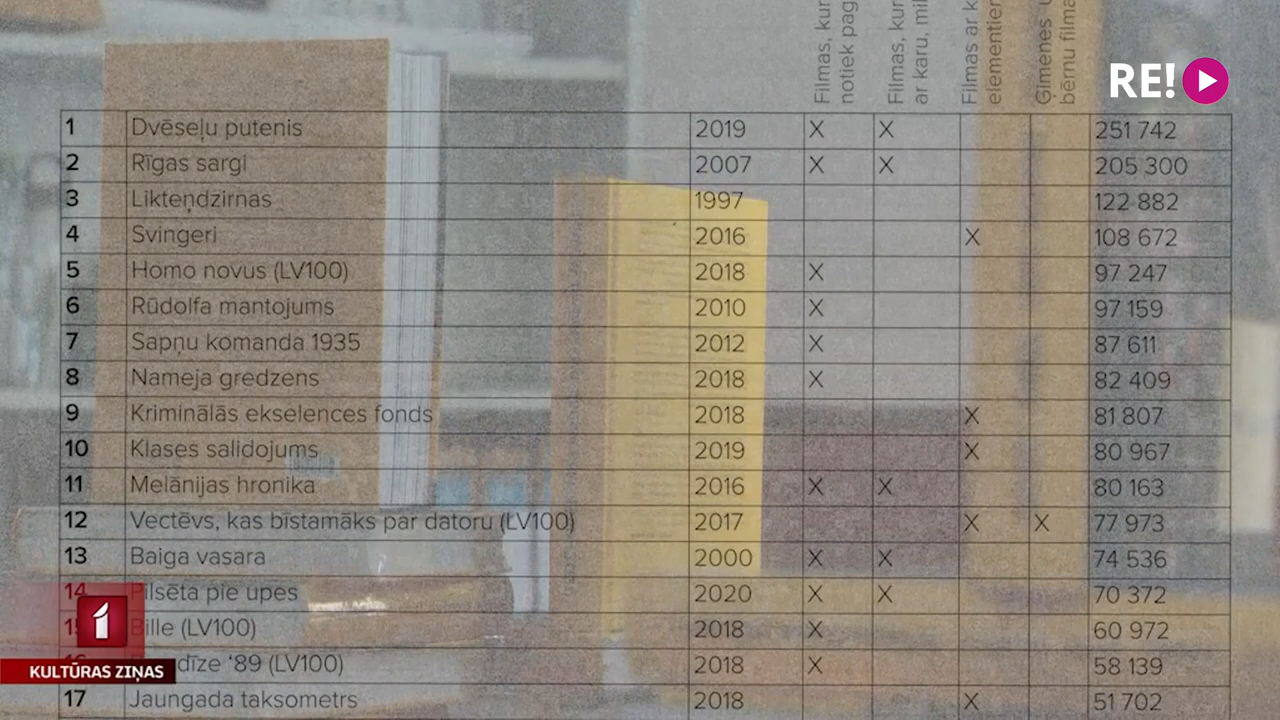 RE!
Filmas, kur
notiek pag
Filmas, kur
ar karu, mil
Filmas ar k
elementien
Ģimenes u
bērnu filma
1 Dvēseļu putenis 2019 X X 251 742
2 Rīgas sargi 2007 X X 205 300
3 Likteņdzirnas 1997 122 882
4 Svingeri 2016 X 108 672
5 Homo novus (LV100) 2018 X 97 247
6 Rūdolfa mantojums 2010 X 97 159
7 Sapņu komanda 1935 2012 X 87 611
8 Nameja gredzens 2018 X 82 409
9 Kriminālās ekselences fonds 2018 X 81 807
10 Klases salidojums 2019 X 80 967
11 Melānijas hronika 2016 X X 80 163
12 Vectēvs, kas bīstamāks par datoru (LV100) 2017 X X 77 973
13 Baiga vasara 2000 X X 74 536
14 Pilsēta pie upes 2020 X X 70 372
15 Bille (LV100) 2018 X 60 972
dīze ‘89 (LV100) 2018 X 58 139
17 Jaungada taksometrs 2018 X 51 702
1
KULTŪRAS ZIŅAS